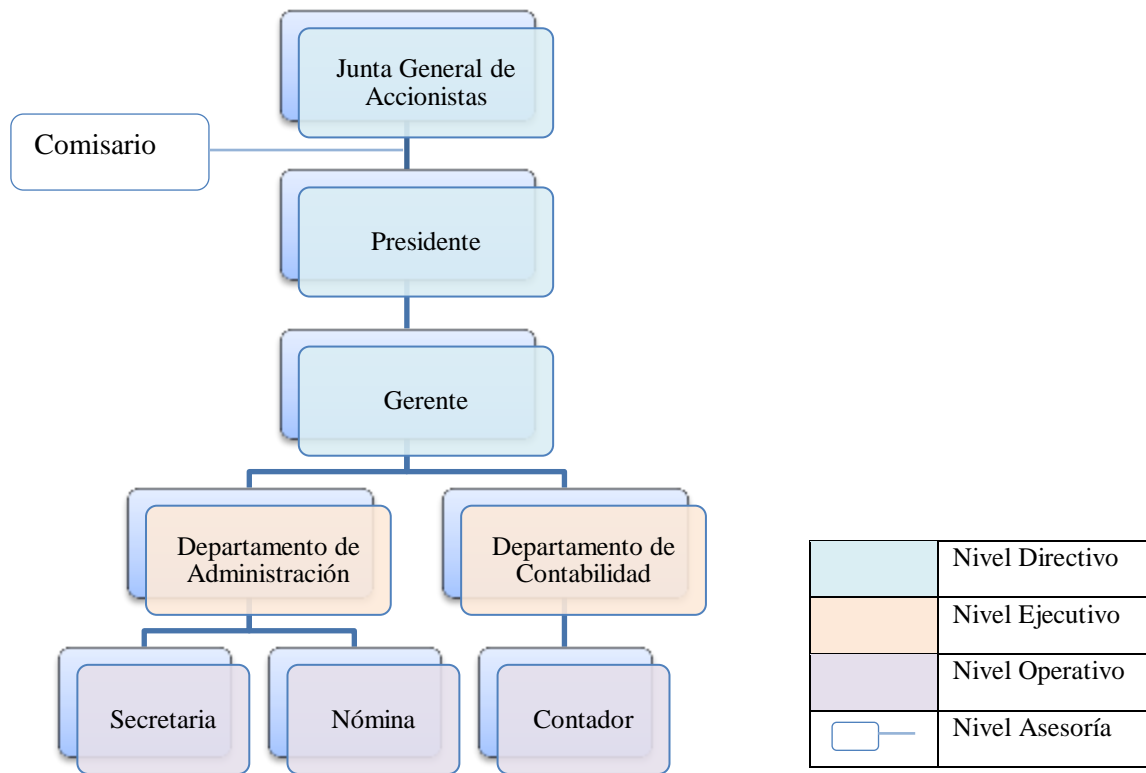 Junta General de
Accionistas
Comisario
Presidente
Gerente
Departamento de
Administración
Departamento de
Contabilidad
Secretaria
Nómina
Contador
Nivel Directivo
Nivel Ejecutivo
Nivel Operativo
Nivel Asesoría